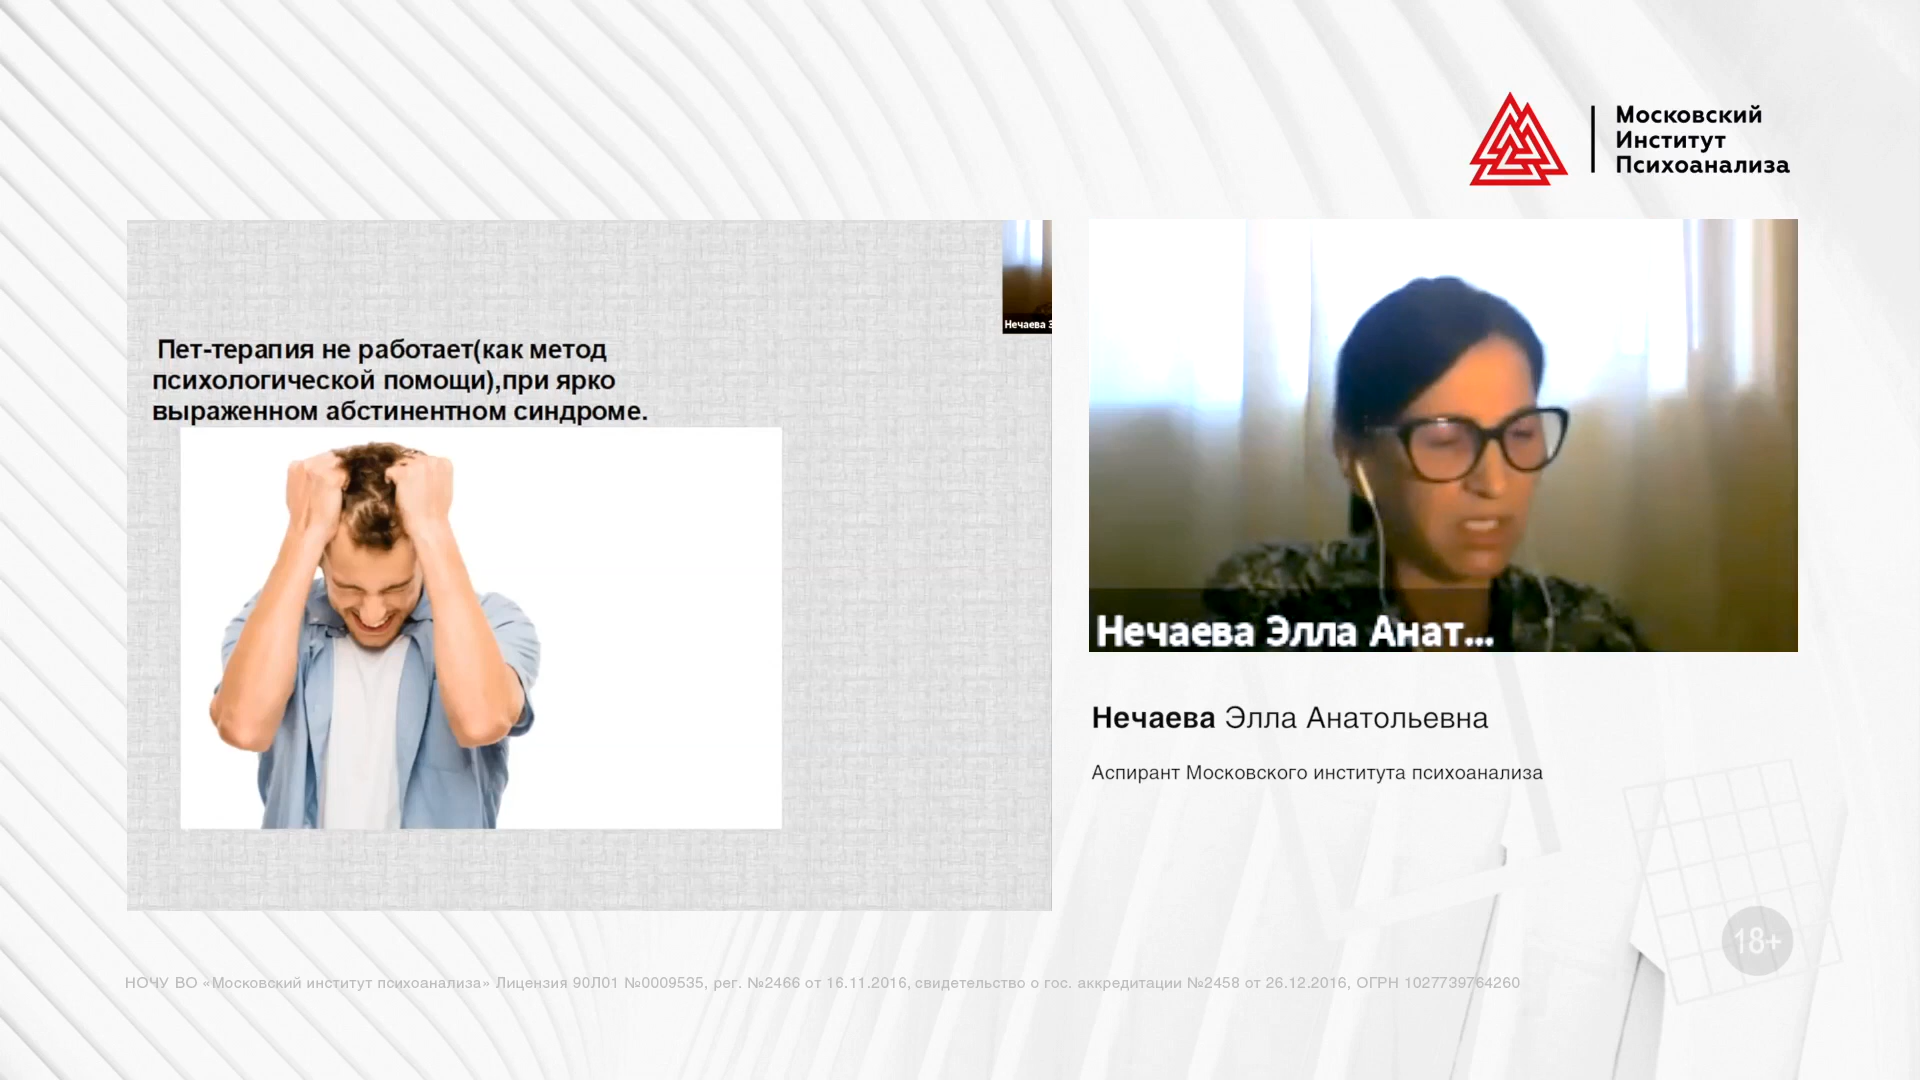 Московский
Институт
Психоанализа
Нечаева
Пет-терапия не работает(как метод
психологической помощи),при ярко
выраженном абстинентном синдроме.
Нечаева Элла Анат...
Нечаева Элла Анатольевна
Аспирант Московского института психоанализа
18+
НОЧУ ВО «Московский институт психоанализа» Лицензия 90Л01 №0009535, рег. №2466 от 16.11.2016, свидетельство о гос. аккредитации №2458 от 26.12.2016, ОГРН 1027739764260